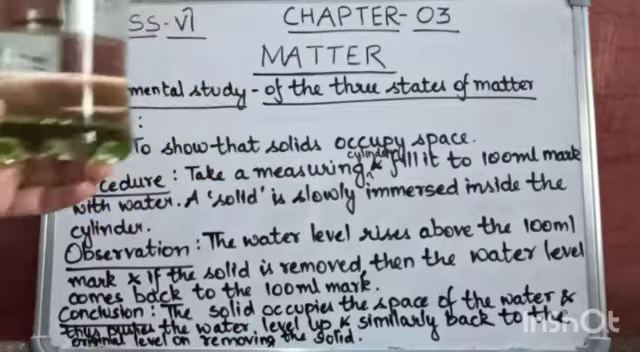 SS-VI CHAPTER-03
MATTER
mental study - of the three states of matter
:
To show that solids occupy space.
cedure : Take a measuring cylinder & fill it to 100ml mark
with water. A 'solid' is slowly immersed inside the
cylinder.
Observation : The water level rises above the 100ml
mark & If the solid is removed, then the water level
comes back to the 100ml mark.
Conclusion : The solid occupies the space of the water &
thus pushes the water level up & similarly back to the
original level on removing the solid.
InShOt